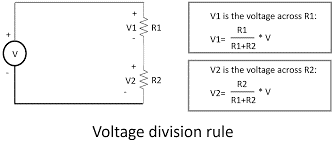 +
+
V1 R1
-
V
+
-
V2 R2
-
V1 is the voltage across R1:
R1
V1= * V
R1+R2
V2 is the voltage across R2:
R2
V2= * V
R1+R2
Voltage division rule